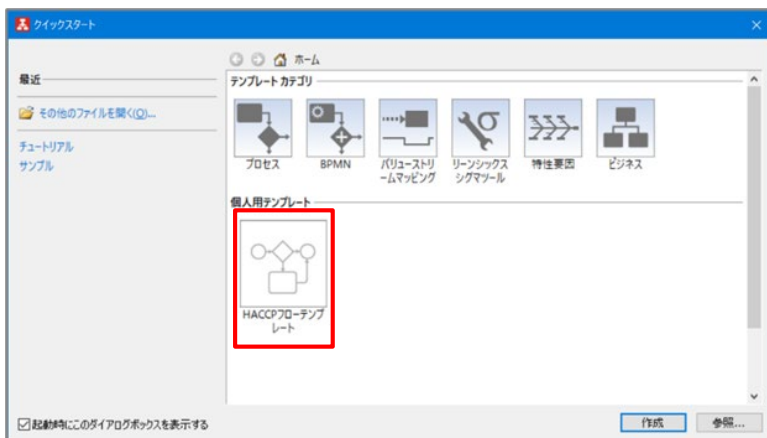 クイックスタート
ホーム
最近
その他のファイルを開く(O)...
チュートリアル
サンプル
テンプレート カテゴリ
プロセス
BPMN
バリューストリ
ームマッピング
リーンシックス
シグマツール
特性要因
ビジネス
個人用テンプレート
HACCPフローテンプ
レート
起動時にこのダイアログボックスを表示する
作成
参照...